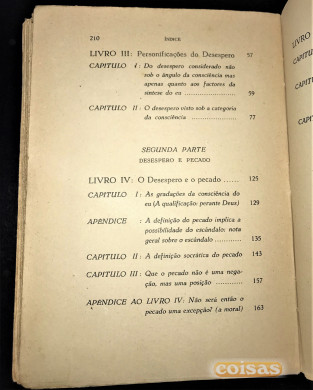 210 ÍNDICE
LIVRO III: Personificações do Desespero 57
CAPITULO I: Do desespero considerado não
sob o ângulo da consciência mas
apenas quanto aos factores da
síntese do eu ............ 59
CAPITULO II: O desespero visto sob a categoria
da consciência ............ 77
SEGUNDA PARTE
DESESPERO E PECADO
LIVRO IV: O Desespero e o pecado ...... 125
CAPITULO I: As gradações da consciência do
eu (A qualificação: perante Deus) 129
APÊNDICE : A definição do pecado implica a
possibilidade do escândalo; nota
geral sobre o escândalo ............ 135
CAPITULO II: A definição socrática do pecado 143
CAPITULO III: Que o pecado não é uma nega-
ção, mas uma posição ............ 157
APÊNDICE AO LIVRO IV: Não será então o
pecado uma excepção? (a moral) 163
coisas